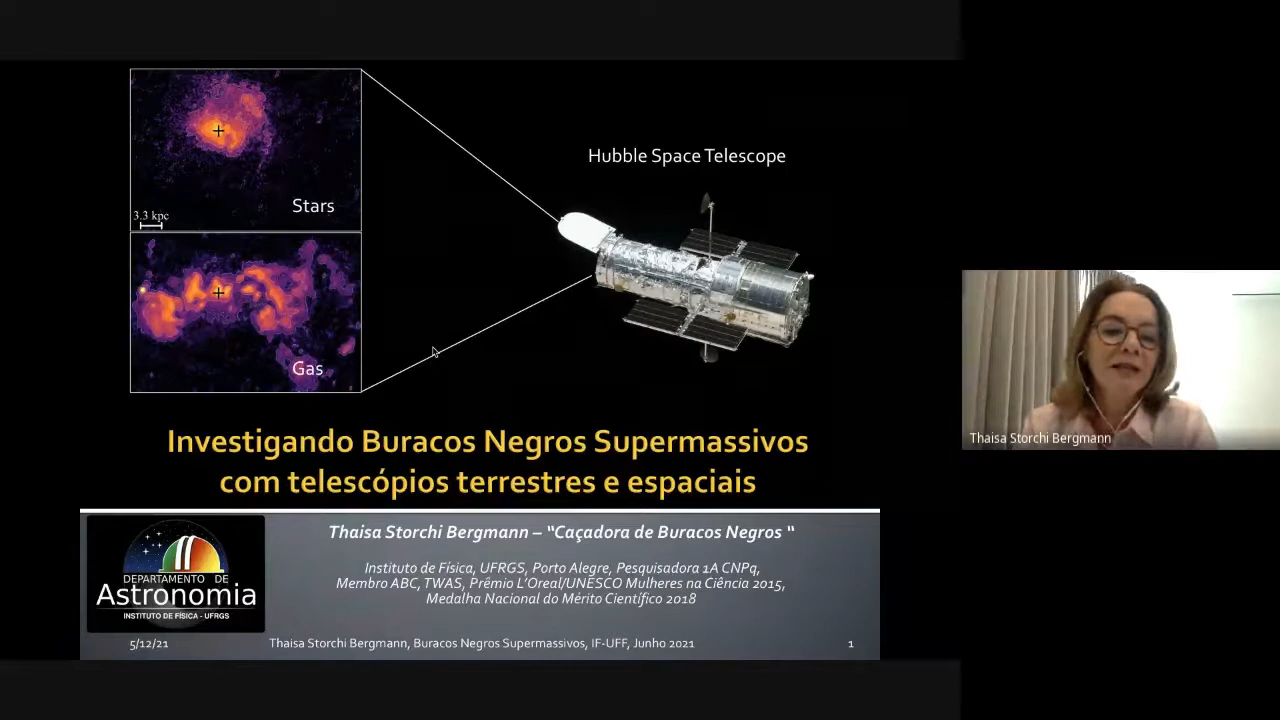 Hubble Space Telescope
Stars
3.3 kpc
Gas
Investigando Buracos Negros Supermassivos
com telescópios terrestres e espaciais
Thaisa Storchi Bergmann – “Caçadora de Buracos Negros “
Instituto de Física, UFRGS, Porto Alegre, Pesquisadora 1A CNPq,
Membro ABC, TWAS, Prêmio L’Oreal/UNESCO Mulheres na Ciência 2015,
Medalha Nacional do Mérito Científico 2018
DEPARTAMENTO DE
Astronomia
INSTITUTO DE FÍSICA - UFRGS
5/12/21
Thaisa Storchi Bergmann, Buracos Negros Supermassivos, IF-UFF, Junho 2021
1
Thaisa Storchi Bergmann